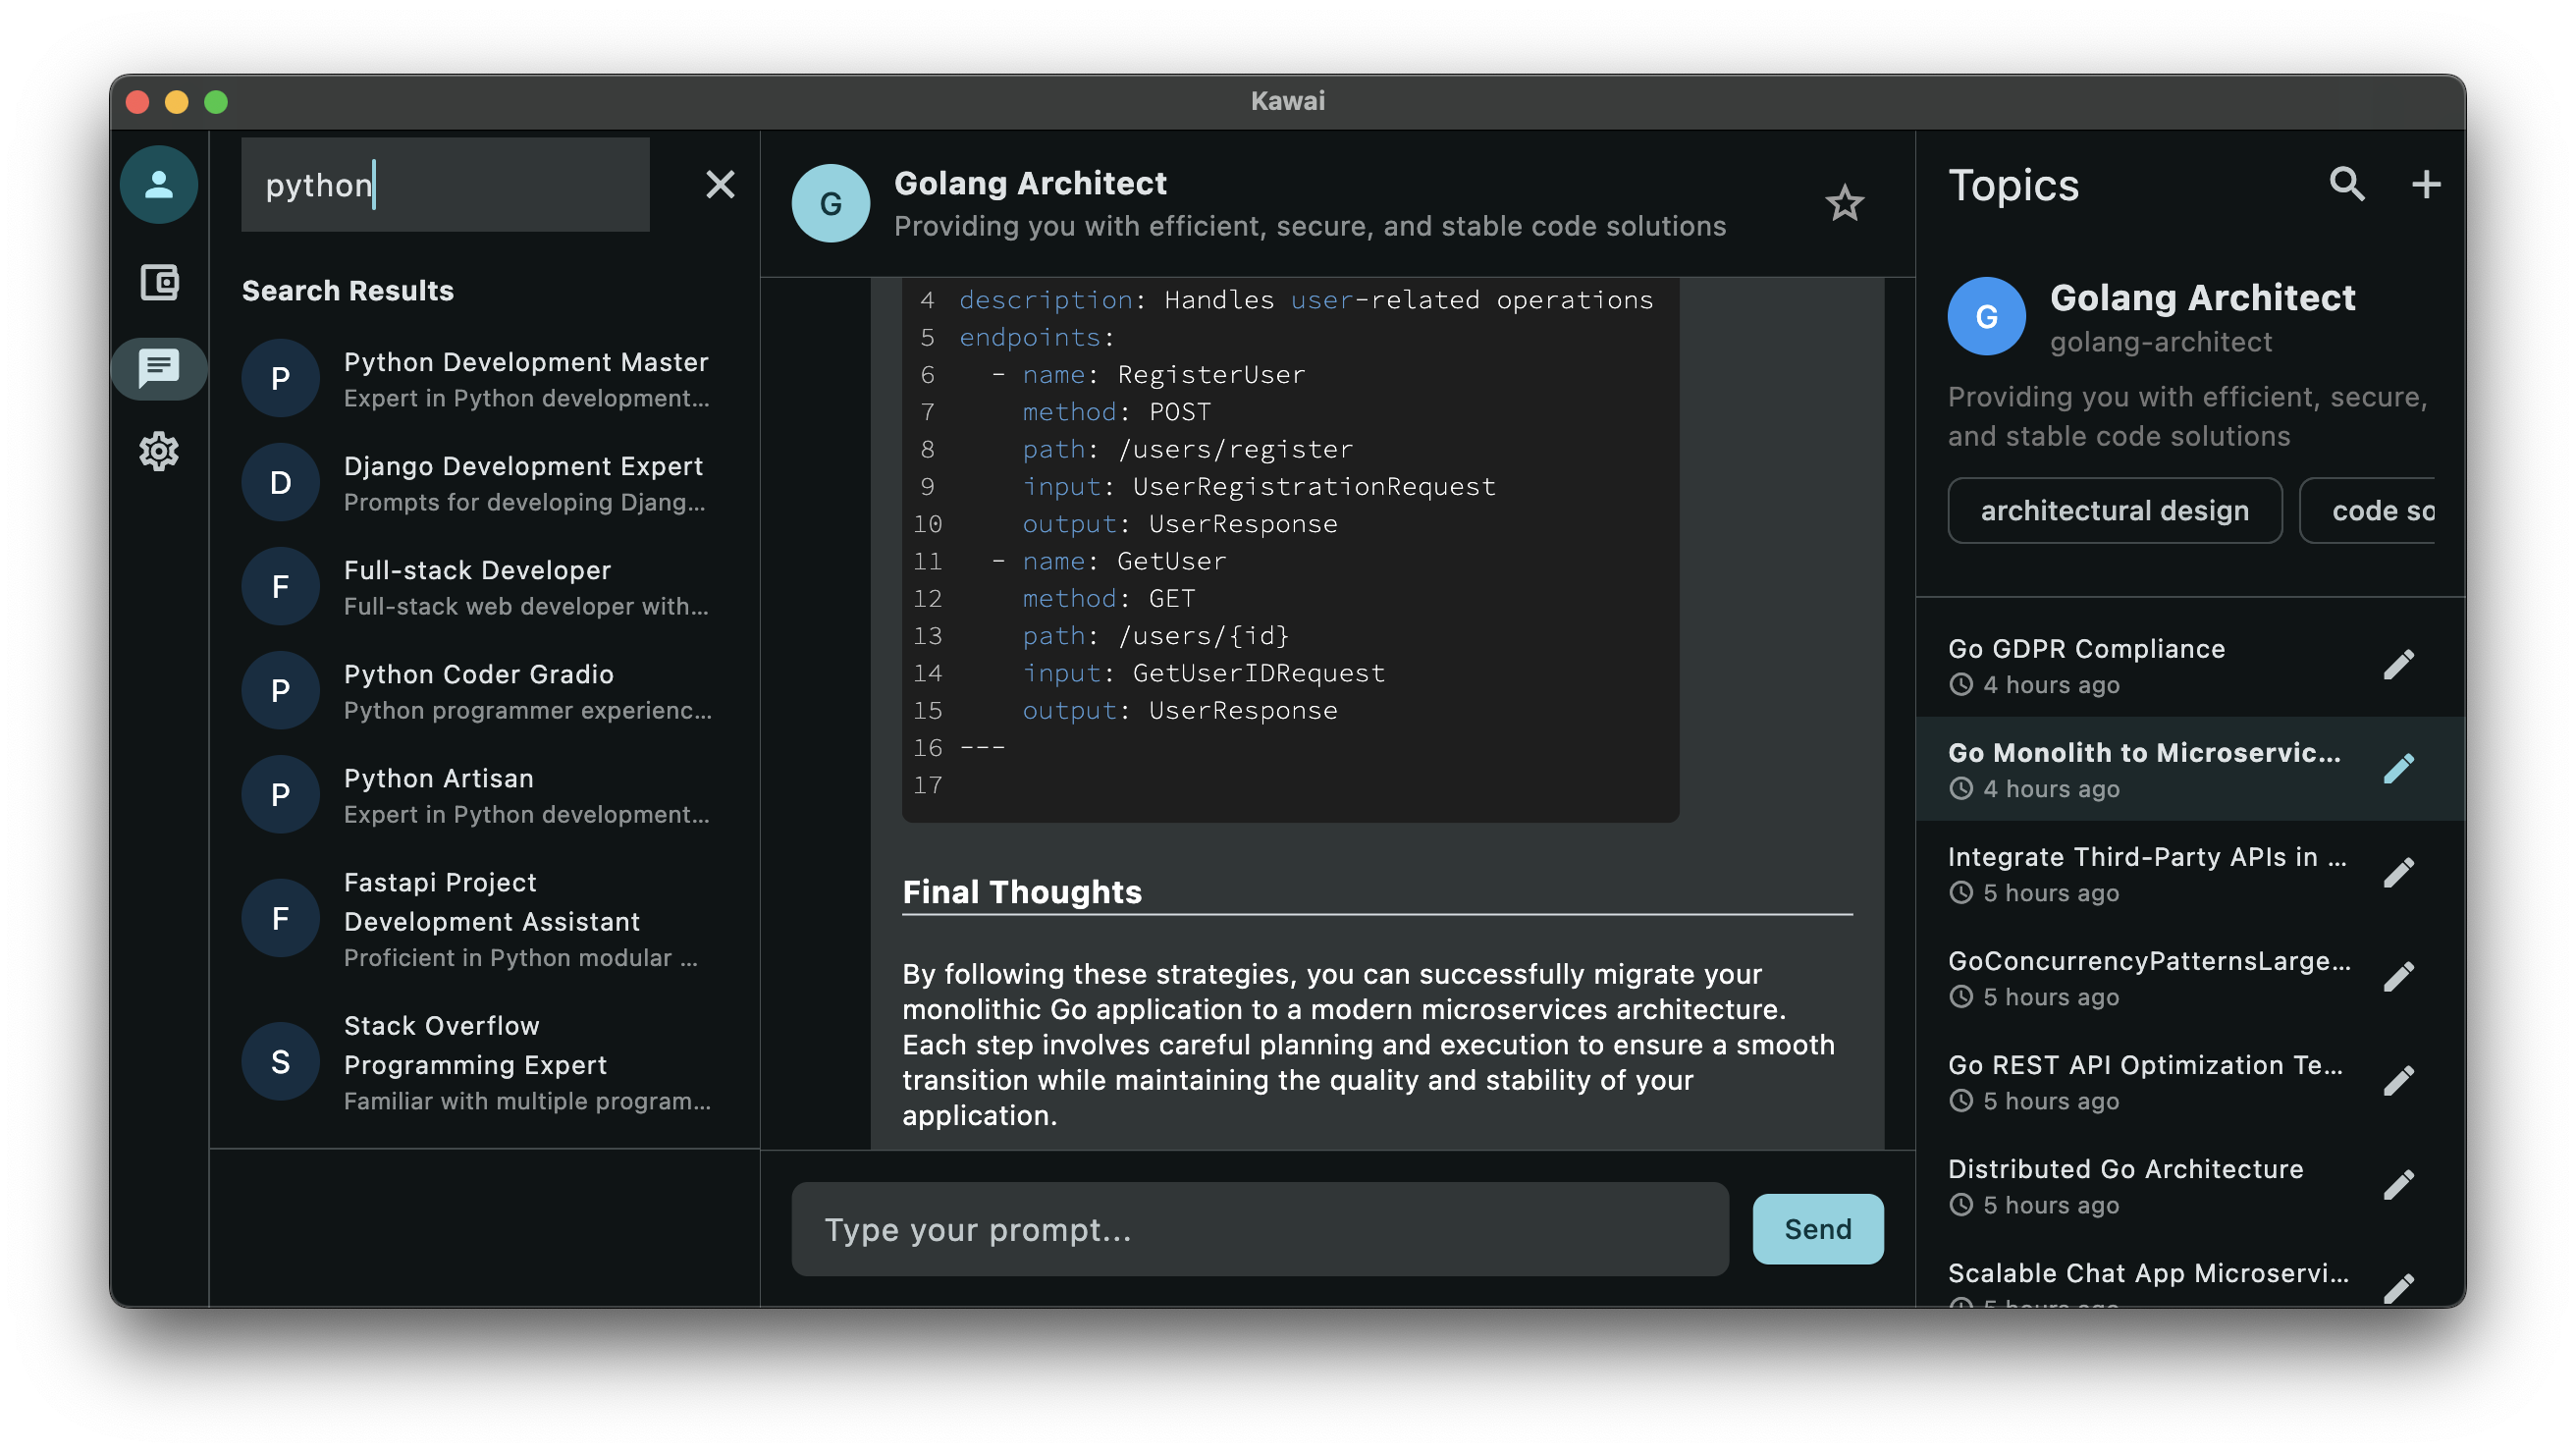 Kawai
python
Search Results
P
Python Development Master
Expert in Python development...
D
Django Development Expert
Prompts for developing Djang...
F
Full-stack Developer
Full-stack web developer with...
P
Python Coder Gradio
Python programmer experienc...
P
Python Artisan
Expert in Python development...
F
Fastapi Project
Development Assistant
Proficient in Python modular ...
S
Stack Overflow
Programming Expert
Familiar with multiple program...
G
Golang Architect
Providing you with efficient, secure, and stable code solutions
4 description: Handles user-related operations
5 endpoints:
6   - name: RegisterUser
7     method: POST
8     path: /users/register
9     input: UserRegistrationRequest
10     output: UserResponse
11   - name: GetUser
12     method: GET
13     path: /users/{id}
14     input: GetUserIDRequest
15     output: UserResponse
16 ---
17
Final Thoughts
By following these strategies, you can successfully migrate your
monolithic Go application to a modern microservices architecture.
Each step involves careful planning and execution to ensure a smooth
transition while maintaining the quality and stability of your
application.
Type your prompt...
Send
Topics
G
Golang Architect
golang-architect
Providing you with efficient, secure,
and stable code solutions
architectural design
code so
Go GDPR Compliance
4 hours ago
Go Monolith to Microservic...
4 hours ago
Integrate Third-Party APIs in ...
5 hours ago
GoConcurrencyPatternsLarge...
5 hours ago
Go REST API Optimization Te...
5 hours ago
Distributed Go Architecture
5 hours ago
Scalable Chat App Microservi...
5 hours ago